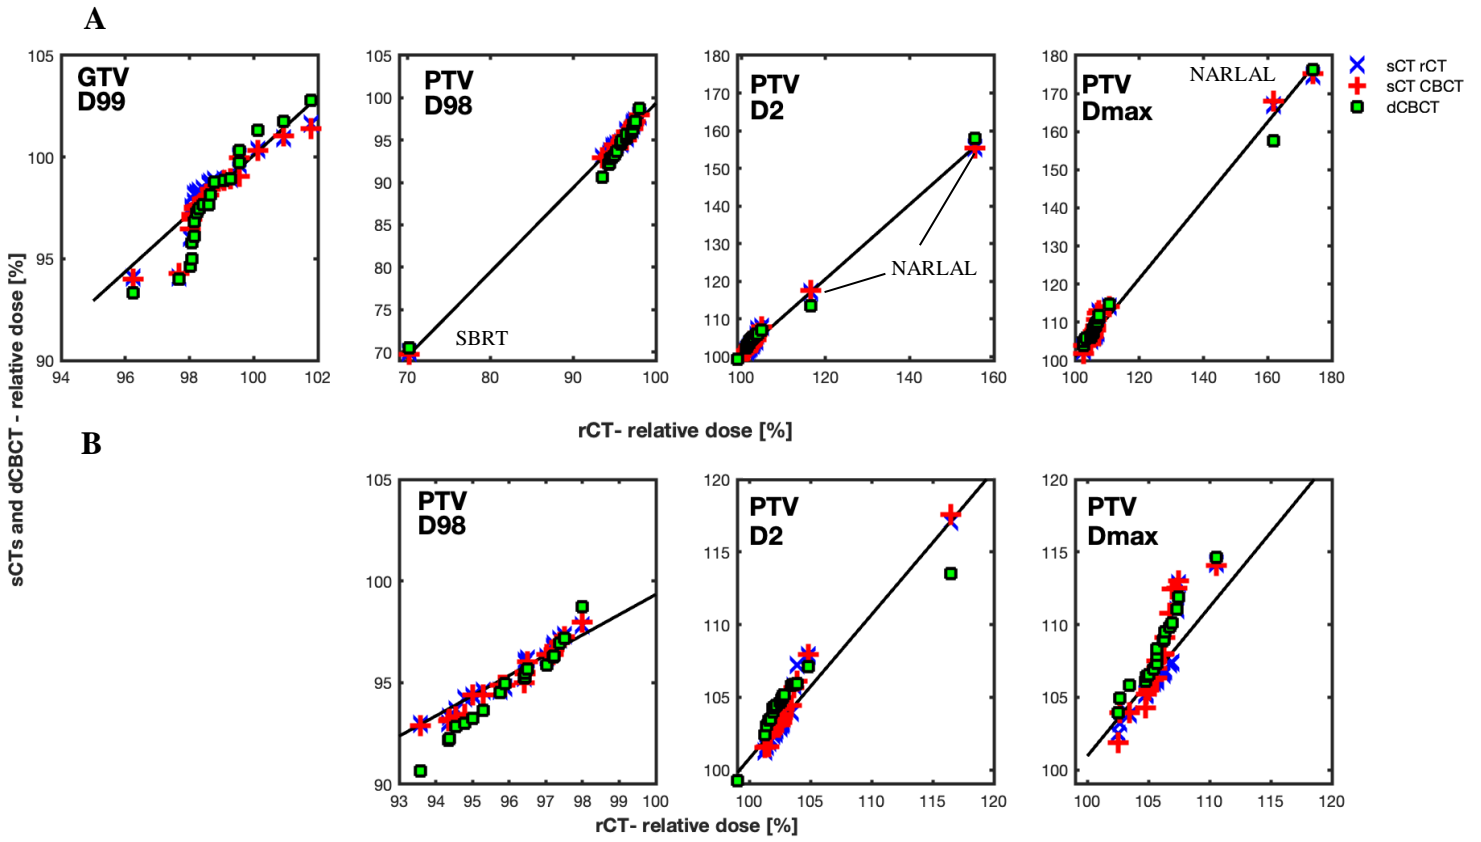 A
sCTs and dCBCT - relative dose [%]
GTV
D99
105
100
95
90
94 96 98 100 102
PTV
D98
105
100
95
90
85
80
75
70
SBRT
70 80 90 100
PTV
D2
180
170
160
150
140
130
120
110
100
NARLAL
100 120 140 160
PTV
Dmax
180
170
160
150
140
130
120
110
100
NARLAL
100 120 140 160 180
sCT rCT
sCT CBCT
dCBCT
rCT- relative dose [%]
B
PTV
D98
105
100
95
90
93 94 95 96 97 98 99 100
PTV
D2
120
115
110
105
100
100 105 110 115 120
PTV
Dmax
120
115
110
105
100
100 105 110 115 120
rCT- relative dose [%]